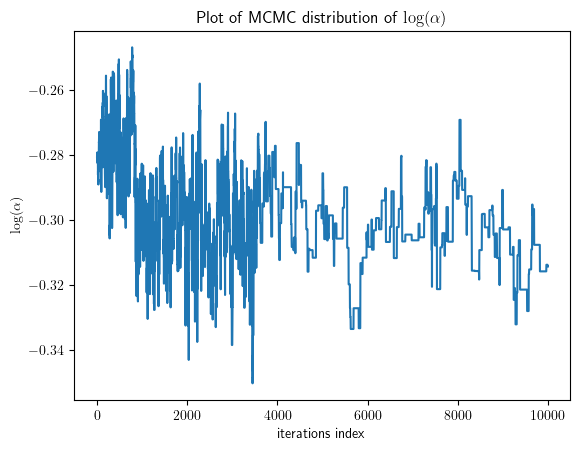 Plot of MCMC distribution of log(α)
−0.26
−0.28
−0.30
−0.32
−0.34
log(α)
0 2000 4000 6000 8000 10000
iterations index